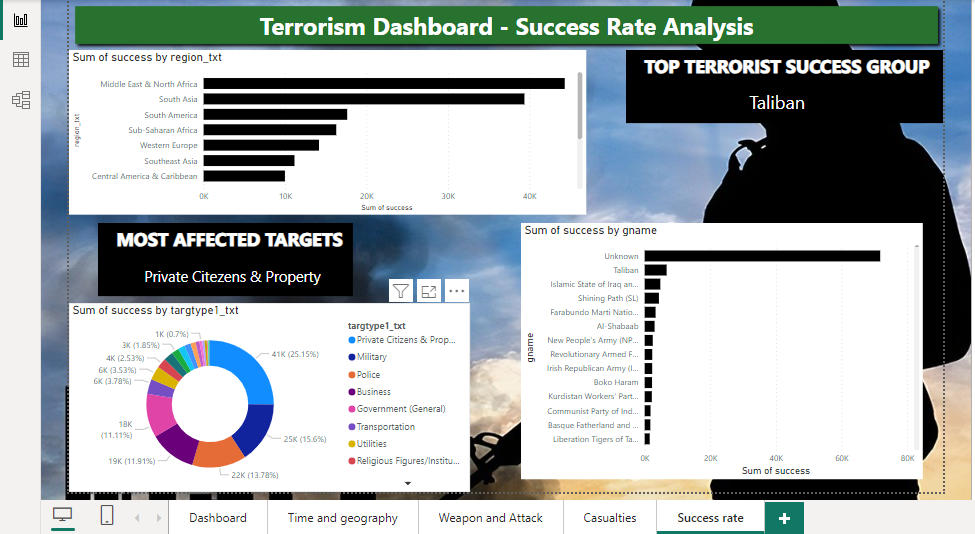 Terrorism Dashboard - Success Rate Analysis
Sum of success by region_txt
region_txt
Middle East & North Africa
South Asia
South America
Sub-Saharan Africa
Western Europe
Southeast Asia
Central America & Caribbean
0K 10K 20K 30K 40K
Sum of success
TOP TERRORIST SUCCESS GROUP
Taliban
MOST AFFECTED TARGETS
Private Citezens & Property
Sum of success by targtype1_txt
41K (25.15%)
25K (15.6%)
22K (13.78%)
19K (11.91%)
18K
(11.11%)
6K (3.78%)
6K (3.53%)
4K (2.53%)
3K (1.85%)
1K (0.7%)
targtype1_txt
Private Citizens & Prop...
Military
Police
Business
Government (General)
Transportation
Utilities
Religious Figures/Institu...
Sum of success by gname
gname
Unknown
Taliban
Islamic State of Iraq an...
Shining Path (SL)
Farabundo Marti Natio...
Al-Shabaab
New People's Army (NP...
Revolutionary Armed F...
Irish Republican Army (I...
Boko Haram
Kurdistan Workers' Part...
Communist Party of Ind...
Basque Fatherland and ...
Liberation Tigers of Ta...
0K 20K 40K 60K 80K
Sum of success
Dashboard
Time and geography
Weapon and Attack
Casualties
Success rate
+